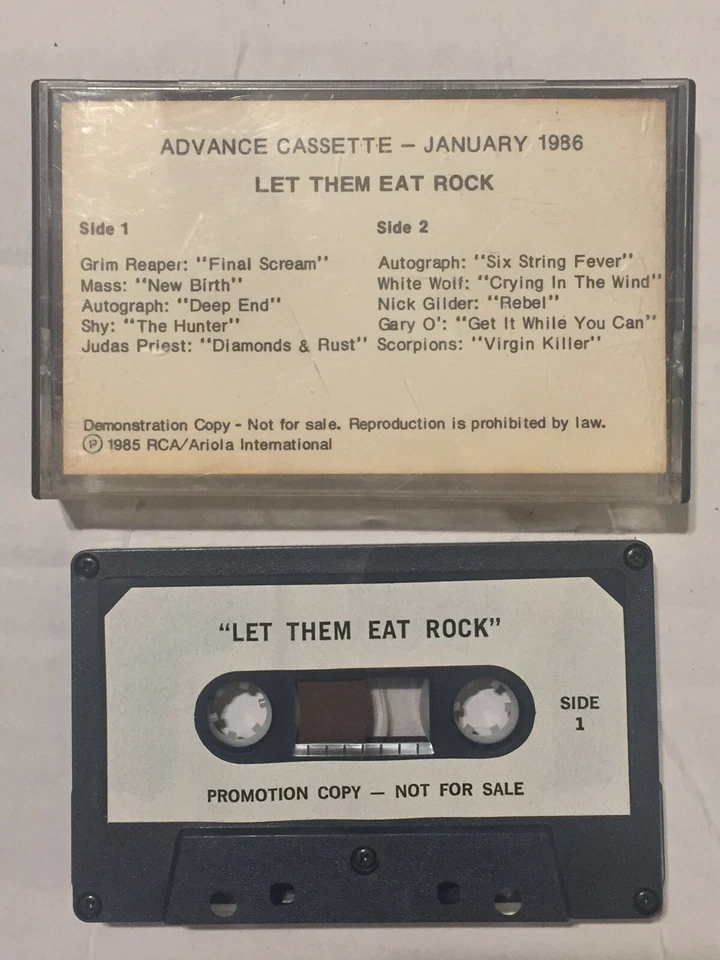 ADVANCE CASSETTE – JANUARY 1986
LET THEM EAT ROCK
Side 1
Grim Reaper: "Final Scream"
Mass: "New Birth"
Autograph: "Deep End"
Shy: "The Hunter"
Judas Priest: "Diamonds & Rust"
Side 2
Autograph: "Six String Fever"
White Wolf: "Crying In The Wind"
Nick Gilder: "Rebel"
Gary O': "Get It While You Can"
Scorpions: "Virgin Killer"
Demonstration Copy - Not for sale. Reproduction is prohibited by law.
℗ 1985 RCA/Ariola International
"LET THEM EAT ROCK"
SIDE
1
PROMOTION COPY — NOT FOR SALE